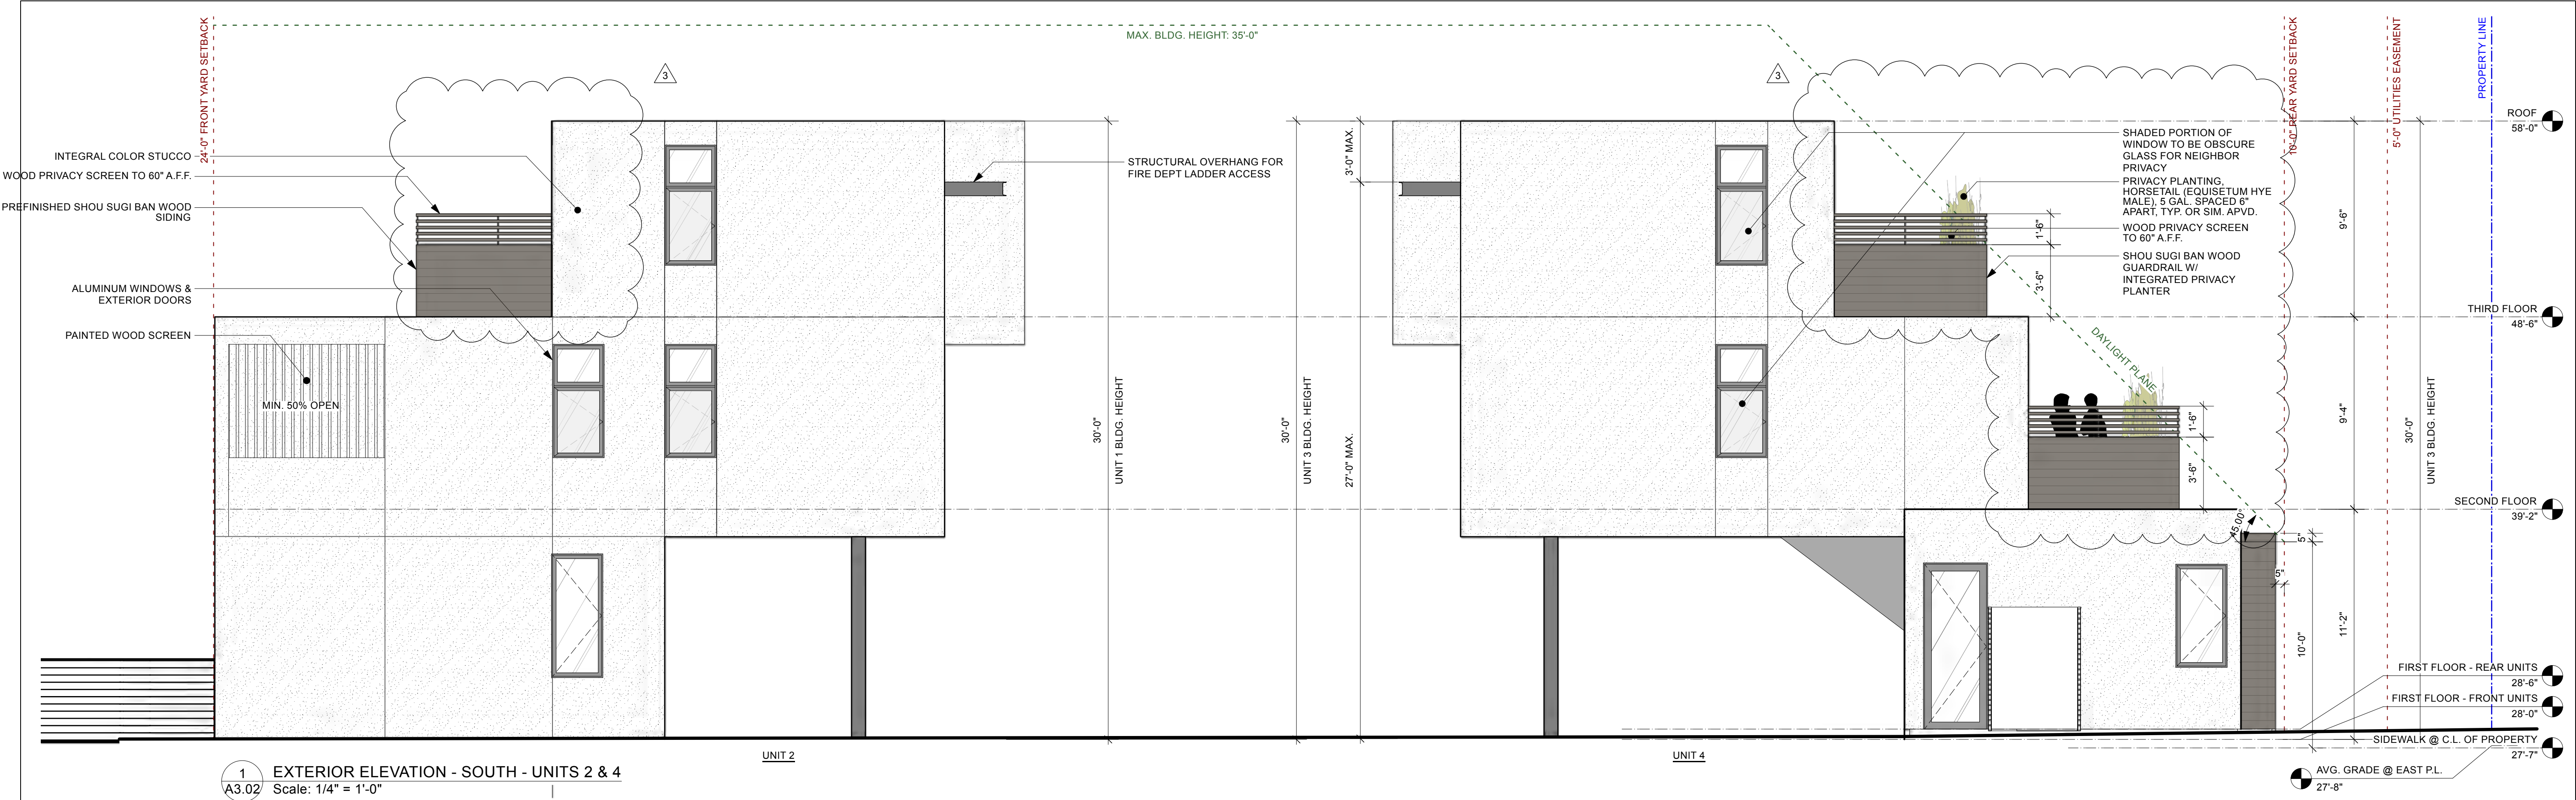 24'-0" FRONT YARD SETBACK
MAX. BLDG. HEIGHT: 35'-0"
10'-0" REAR YARD SETBACK
5'-0" UTILITIES EASEMENT
PROPERTY LINE
3
3
INTEGRAL COLOR STUCCO
WOOD PRIVACY SCREEN TO 60" A.F.F.
PREFINISHED SHOU SUGI BAN WOOD
SIDING
ALUMINUM WINDOWS &
EXTERIOR DOORS
PAINTED WOOD SCREEN
MIN. 50% OPEN
STRUCTURAL OVERHANG FOR
FIRE DEPT LADDER ACCESS
30'-0"
UNIT 1 BLDG. HEIGHT
30'-0"
UNIT 3 BLDG. HEIGHT
3'-0" MAX.
27'-0" MAX.
SHADED PORTION OF
WINDOW TO BE OBSCURE
GLASS FOR NEIGHBOR
PRIVACY
PRIVACY PLANTING,
HORSETAIL (EQUISETUM HYE
MALE), 5 GAL. SPACED 6"
APART, TYP. OR SIM. APVD.
WOOD PRIVACY SCREEN
TO 60" A.F.F.
SHOU SUGI BAN WOOD
GUARDRAIL W/
INTEGRATED PRIVACY
PLANTER
1'-6"
3'-6"
DAYLIGHT PLANE
1'-6"
3'-6"
45.00°
5"
5"
10'-0"
9'-6"
9'-4"
11'-2"
30'-0"
UNIT 3 BLDG. HEIGHT
ROOF
58'-0"
THIRD FLOOR
48'-6"
SECOND FLOOR
39'-2"
FIRST FLOOR - REAR UNITS
28'-6"
FIRST FLOOR - FRONT UNITS
28'-0"
SIDEWALK @ C.L. OF PROPERTY
27'-7"
AVG. GRADE @ EAST P.L.
27'-8"
UNIT 2
UNIT 4
1
A3.02
EXTERIOR ELEVATION - SOUTH - UNITS 2 & 4
Scale: 1/4" = 1'-0"